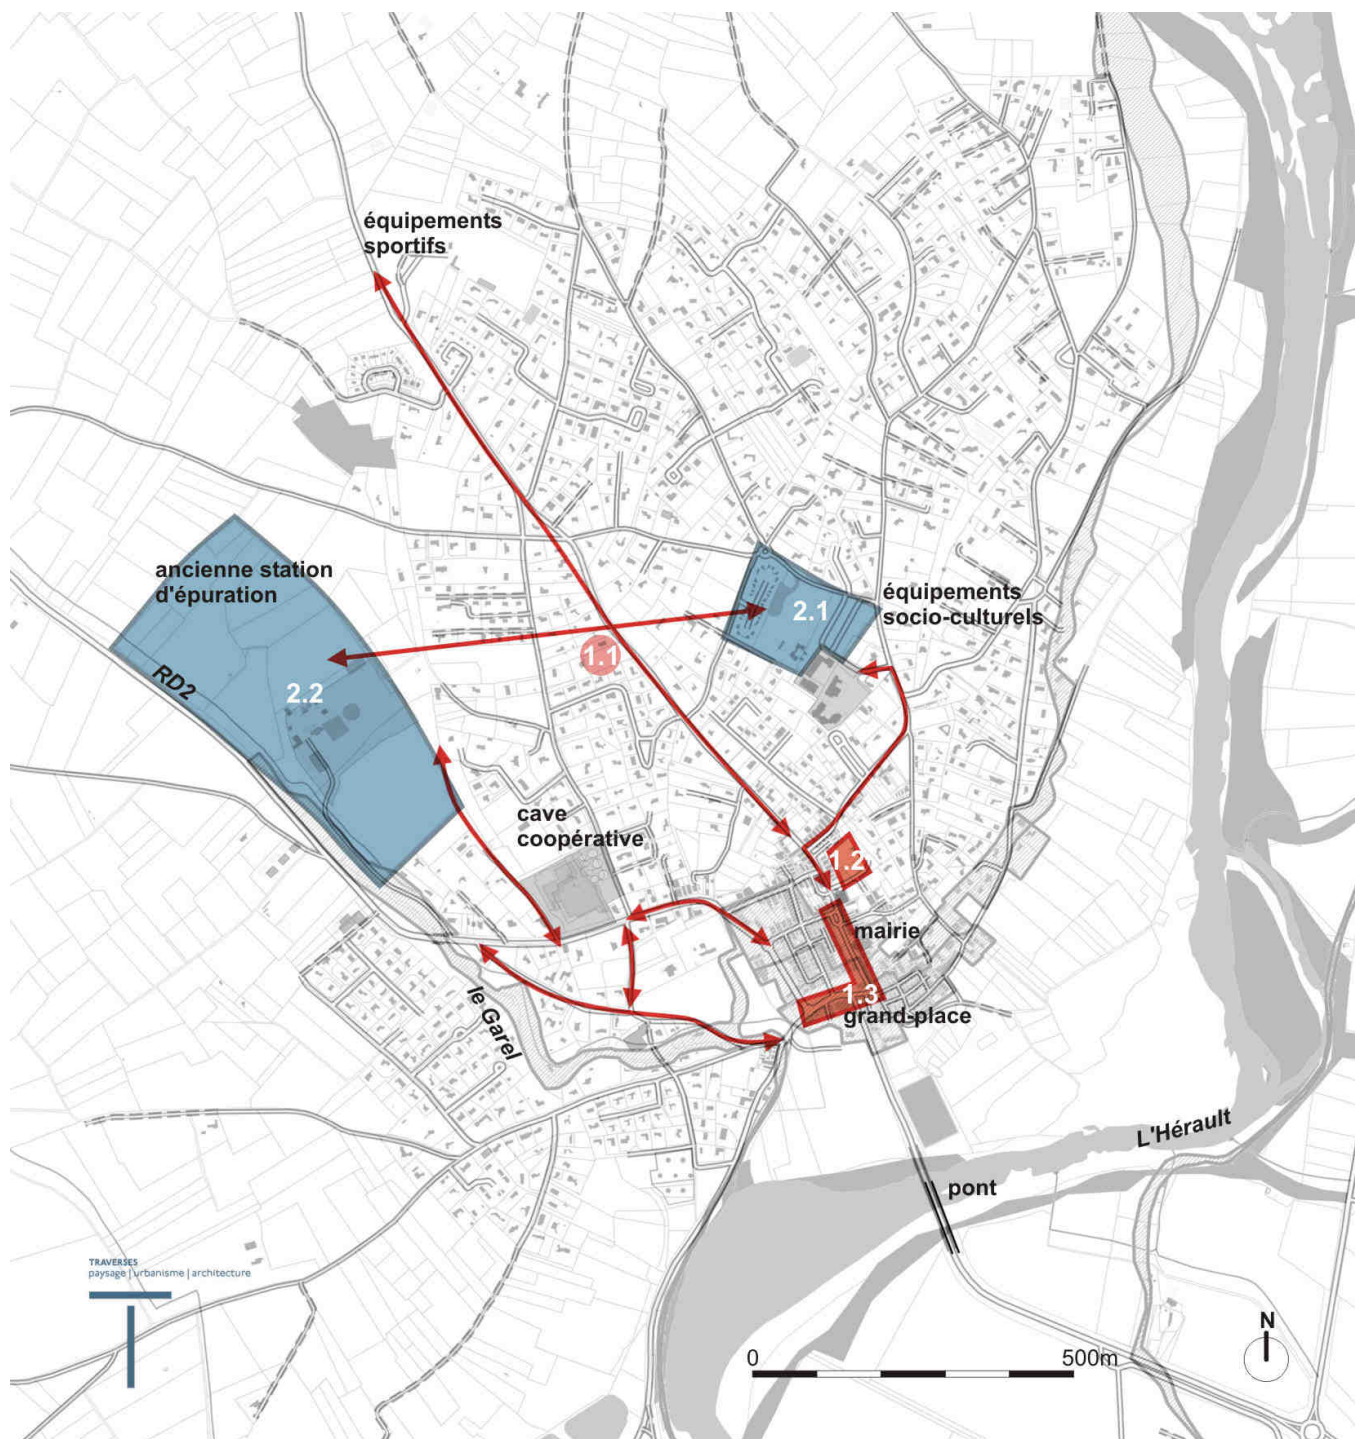 équipements
sportifs
ancienne station
d'épuration
2.1
équipements
socio-culturels
1.1
RD2
2.2
cave
coopérative
1.2
mairie
1.3
grand-place
le Garel
L'Hérault
pont
TRAVERSES
paysage | urbanisme | architecture
N
0
500m